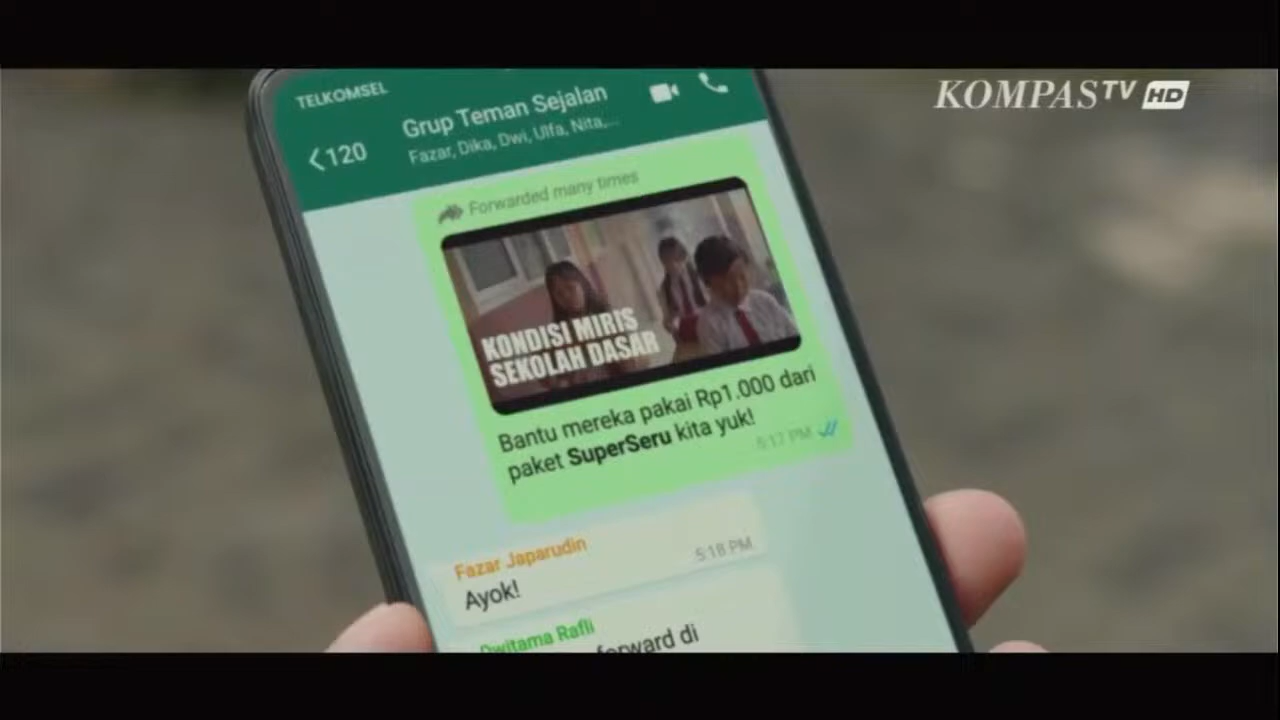 KOMPASTV HD
TELKOMSEL
120
Grup Teman Sejalan
Fazar, Dika, Dwi, Ulfa, Nita,...
Forwarded many times
KONDISI MIRIS
SEKOLAH DASAR
Bantu mereka pakai Rp1.000 dari
paket SuperSeru kita yuk!
5:17 PM
Fazar Japarudin
Ayok!
5:18 PM
Dwitama Rafli
forward di